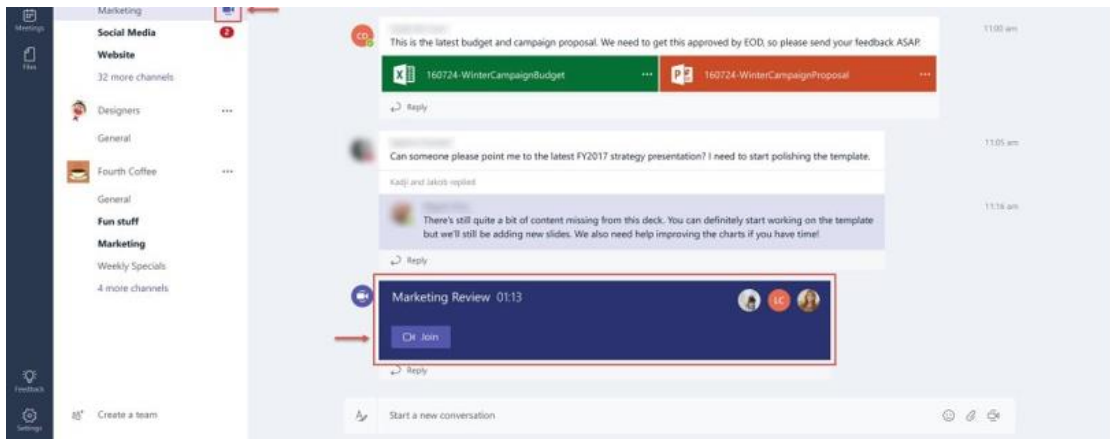 Meetings
Files
Feedback
Settings
Marketing
Social Media
2
Website
32 more channels
Designers
General
Fourth Coffee
General
Fun stuff
Marketing
Weekly Specials
4 more channels
Create a team
CD
11:00 am
This is the latest budget and campaign proposal. We need to get this approved by EOD, so please send your feedback ASAP.
160724-WinterCampaignBudget
160724-WinterCampaignProposal
Reply
11:05 am
Can someone please point me to the latest FY2017 strategy presentation? I need to start polishing the template.
Kadji and Jakob replied
11:16 am
There's still quite a bit of content missing from this deck. You can definitely start working on the template
but we'll still be adding new slides. We also need help improving the charts if you have time!
Reply
Marketing Review 01:13
LC
Join
Reply
Start a new conversation